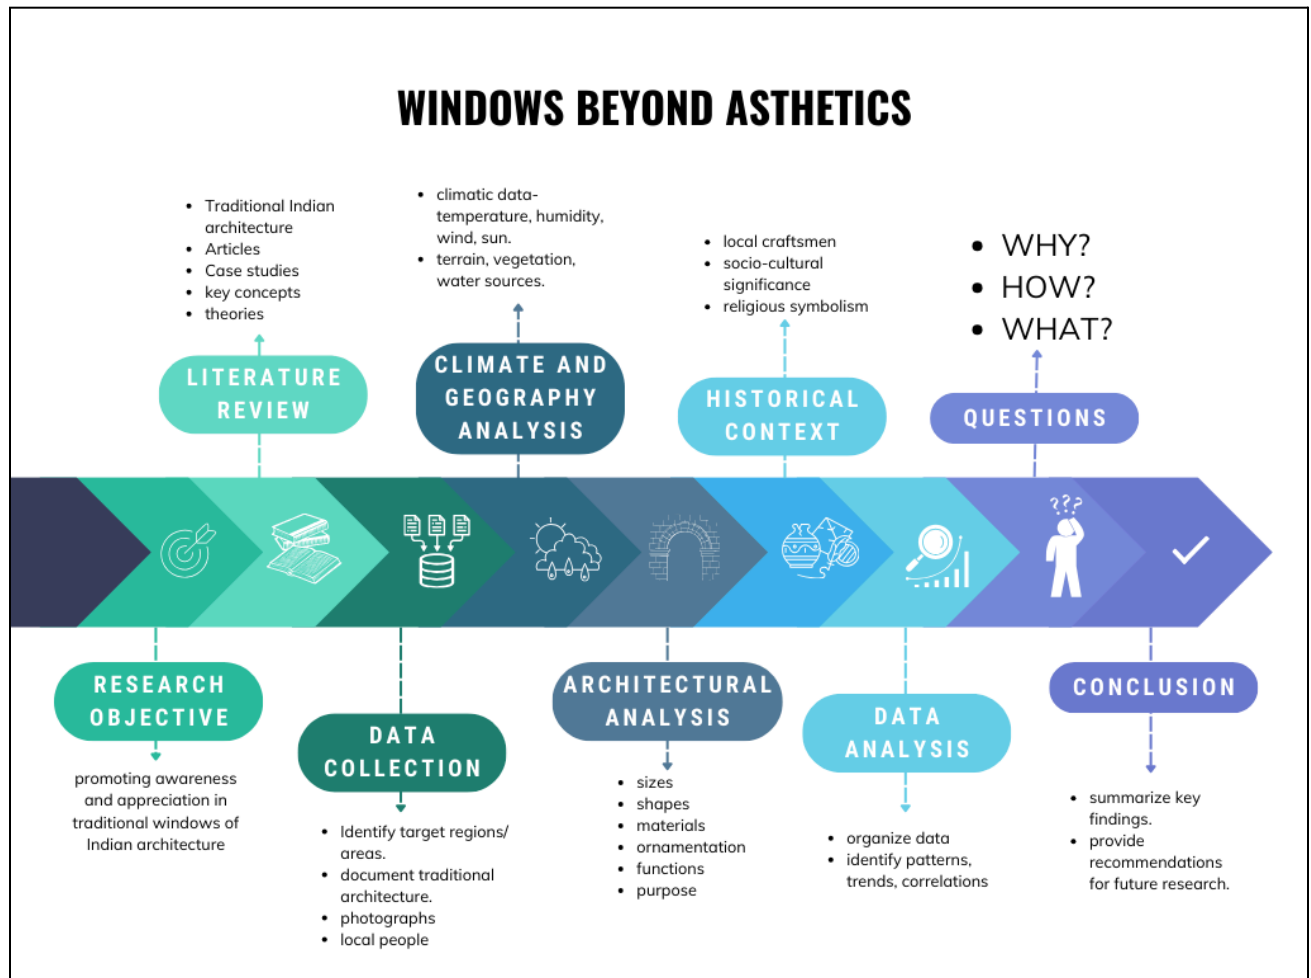 WINDOWS BEYOND ASTHETICS
• Traditional Indian
architecture
• Articles
• Case studies
• key concepts
• theories
LITERATURE
REVIEW
• climatic data-
temperature, humidity,
wind, sun.
• terrain, vegetation,
water sources.
CLIMATE AND
GEOGRAPHY
ANALYSIS
• local craftsmen
• socio-cultural
significance
• religious symbolism
HISTORICAL
CONTEXT
• WHY?
• HOW?
• WHAT?
QUESTIONS
???
RESEARCH
OBJECTIVE
promoting awareness
and appreciation in
traditional windows of
Indian architecture
DATA
COLLECTION
• Identify target regions/
areas.
• document traditional
architecture.
• photographs
• local people
ARCHITECTURAL
ANALYSIS
• sizes
• shapes
• materials
• ornamentation
• functions
• purpose
DATA
ANALYSIS
• organize data
• identify patterns,
trends, correlations
CONCLUSION
• summarize key
findings.
• provide
recommendations
for future research.